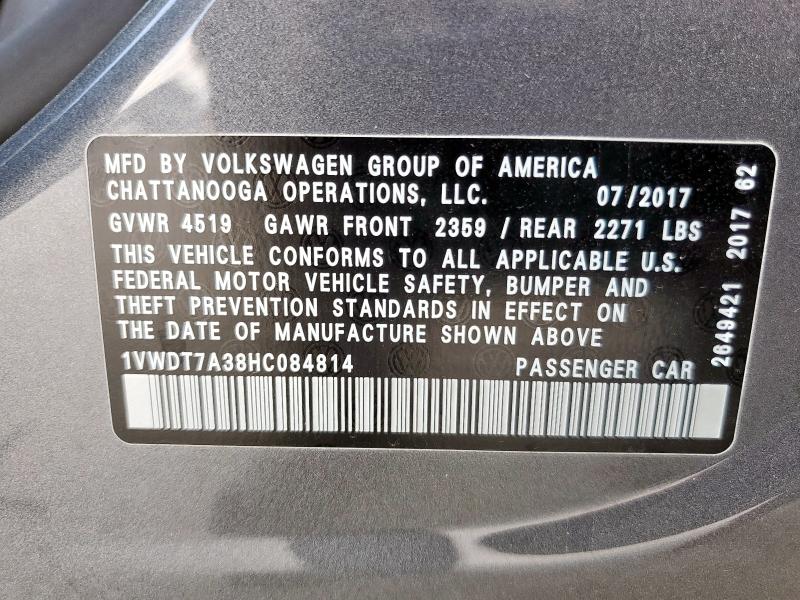 MFD BY VOLKSWAGEN GROUP OF AMERICA
CHATTANOOGA OPERATIONS, LLC. 07/2017
GVWR 4519 GAWR FRONT 2359 / REAR 2271 LBS
THIS VEHICLE CONFORMS TO ALL APPLICABLE U.S.
FEDERAL MOTOR VEHICLE SAFETY, BUMPER AND
THEFT PREVENTION STANDARDS IN EFFECT ON
THE DATE OF MANUFACTURE SHOWN ABOVE
1VWDT7A38HC084814 PASSENGER CAR
2649421 2017 62